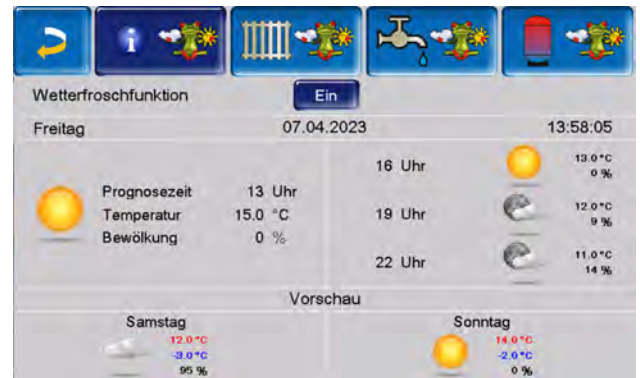 i
Wetterfroschfunktion Ein
Freitag 07.04.2023 13:58:05
Prognosezeit 13 Uhr
Temperatur 15.0 °C
Bewölkung 0 %
16 Uhr 13.0°C
0 %
19 Uhr 12.0°C
9 %
22 Uhr 11.0°C
14 %
Vorschau
Samstag
12.0°C
-3.0°C
95 %
Sonntag
14.0°C
-2.0°C
0 %